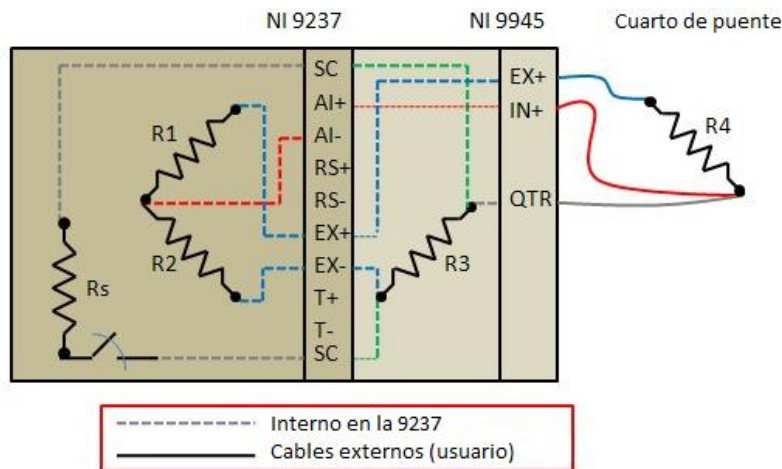 NI 9237
NI 9945
Cuarto de puente
SC
AI+
AI-
RS+
RS-
EX+
EX-
T+
T-
SC
EX+
IN+
QTR
R1
R2
Rs
R3
R4
Interno en la 9237
Cables externos (usuario)